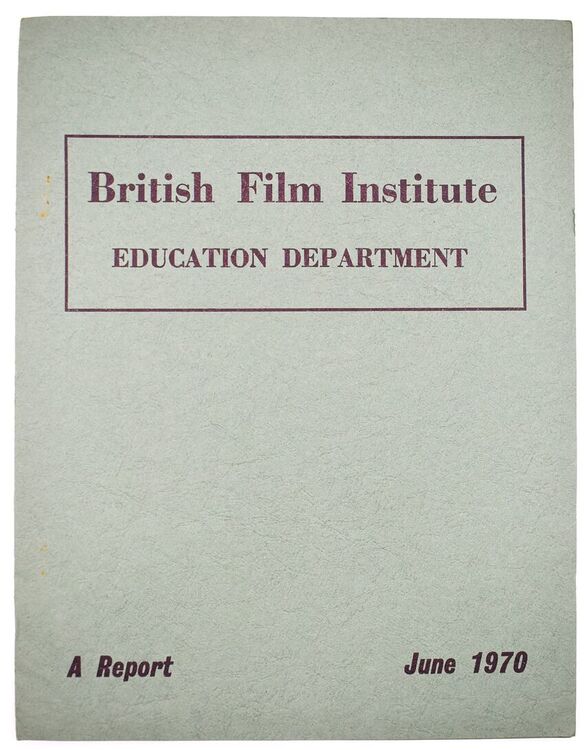 British Film Institute
EDUCATION DEPARTMENT
A Report
June 1970